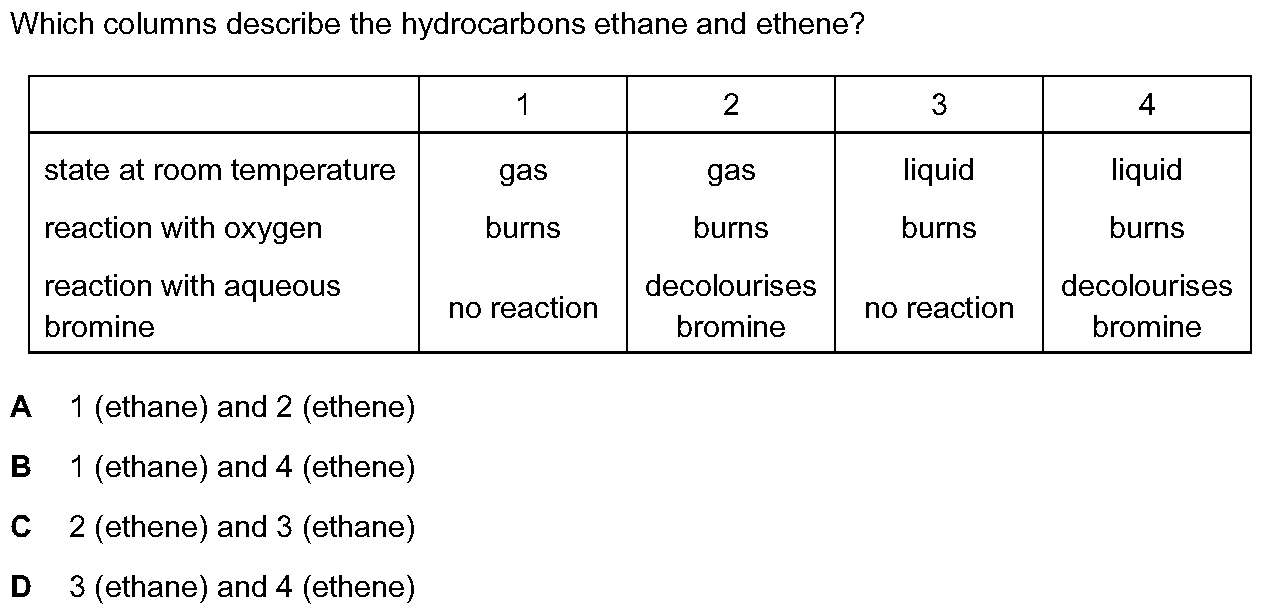 Which columns describe the hydrocarbons ethane and ethene?
1 2 3 4
state at room temperature gas gas liquid liquid
reaction with oxygen burns burns burns burns
reaction with aqueous bromine no reaction decolourises bromine no reaction decolourises bromine
A 1 (ethane) and 2 (ethene)
B 1 (ethane) and 4 (ethene)
C 2 (ethene) and 3 (ethane)
D 3 (ethane) and 4 (ethene)